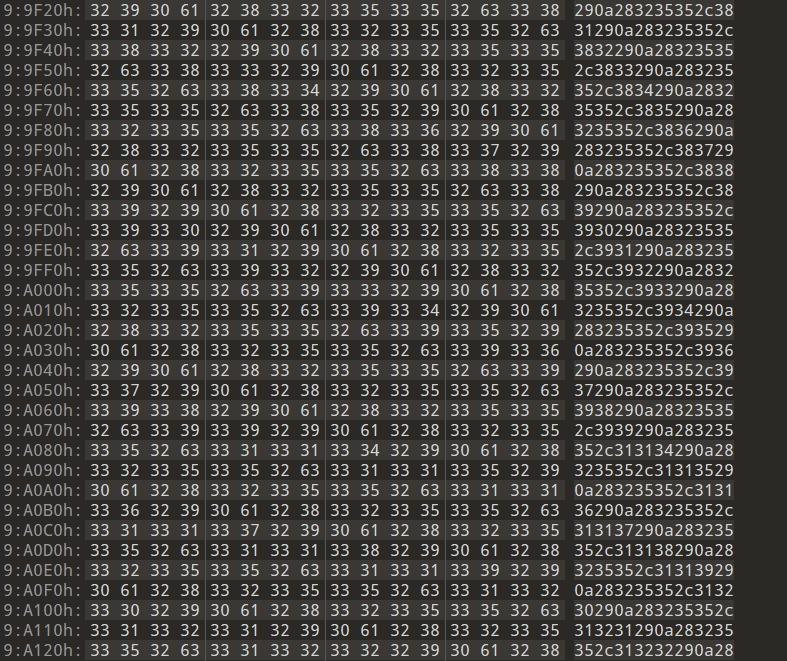 9:9F20h: 32 39 30 61 32 38 33 32 33 35 33 35 32 63 33 38 290a283235352c38
9:9F30h: 33 31 32 39 30 61 32 38 33 32 33 35 33 35 32 63 31290a283235352c
9:9F40h: 33 38 33 32 32 39 30 61 32 38 33 32 33 35 33 35 3832290a28323535
9:9F50h: 32 63 33 38 33 33 32 39 30 61 32 38 33 32 33 35 2c3833290a283235
9:9F60h: 33 35 32 63 33 38 33 34 32 39 30 61 32 38 33 32 352c3834290a2832
9:9F70h: 33 35 33 35 32 63 33 38 33 35 32 39 30 61 32 38 35352c3835290a28
9:9F80h: 33 32 33 35 33 35 32 63 33 38 33 36 32 39 30 61 3235352c3836290a
9:9F90h: 32 38 33 32 33 35 33 35 32 63 33 38 33 37 32 39 283235352c383729
9:9FA0h: 30 61 32 38 33 32 33 35 33 35 32 63 33 38 33 38 0a283235352c3838
9:9FB0h: 32 39 30 61 32 38 33 32 33 35 33 35 32 63 33 38 290a283235352c38
9:9FC0h: 33 39 32 39 30 61 32 38 33 32 33 35 33 35 32 63 39290a283235352c
9:9FD0h: 33 39 33 30 32 39 30 61 32 38 33 32 33 35 33 35 3930290a28323535
9:9FE0h: 32 63 33 39 33 31 32 39 30 61 32 38 33 32 33 35 2c3931290a283235
9:9FF0h: 33 35 32 63 33 39 33 32 32 39 30 61 32 38 33 32 352c3932290a2832
9:A000h: 33 35 33 35 32 63 33 39 33 33 32 39 30 61 32 38 35352c3933290a28
9:A010h: 33 32 33 35 33 35 32 63 33 39 33 34 32 39 30 61 3235352c3934290a
9:A020h: 32 38 33 32 33 35 33 35 32 63 33 39 33 35 32 39 283235352c393529
9:A030h: 30 61 32 38 33 32 33 35 33 35 32 63 33 39 33 36 0a283235352c3936
9:A040h: 32 39 30 61 32 38 33 32 33 35 33 35 32 63 33 39 290a283235352c39
9:A050h: 33 37 32 39 30 61 32 38 33 32 33 35 33 35 32 63 37290a283235352c
9:A060h: 33 39 33 38 32 39 30 61 32 38 33 32 33 35 33 35 3938290a28323535
9:A070h: 32 63 33 39 33 39 32 39 30 61 32 38 33 32 33 35 2c3939290a283235
9:A080h: 33 35 32 63 33 31 33 31 33 34 32 39 30 61 32 38 352c313134290a28
9:A090h: 33 32 33 35 33 35 32 63 33 31 33 31 33 35 32 39 3235352c31313529
9:A0A0h: 30 61 32 38 33 32 33 35 33 35 32 63 33 31 33 31 0a283235352c3131
9:A0B0h: 33 36 32 39 30 61 32 38 33 32 33 35 33 35 32 63 36290a283235352c
9:A0C0h: 33 31 33 31 33 37 32 39 30 61 32 38 33 32 33 35 313137290a283235
9:A0D0h: 33 35 32 63 33 31 33 31 33 38 32 39 30 61 32 38 352c313138290a28
9:A0E0h: 33 32 33 35 33 35 32 63 33 31 33 31 33 39 32 39 3235352c31313929
9:A0F0h: 30 61 32 38 33 32 33 35 33 35 32 63 33 31 33 32 0a283235352c3132
9:A100h: 33 30 32 39 30 61 32 38 33 32 33 35 33 35 32 63 30290a283235352c
9:A110h: 33 31 33 32 33 31 32 39 30 61 32 38 33 32 33 35 313231290a283235
9:A120h: 33 35 32 63 33 31 33 32 33 32 32 39 30 61 32 38 352c313232290a28